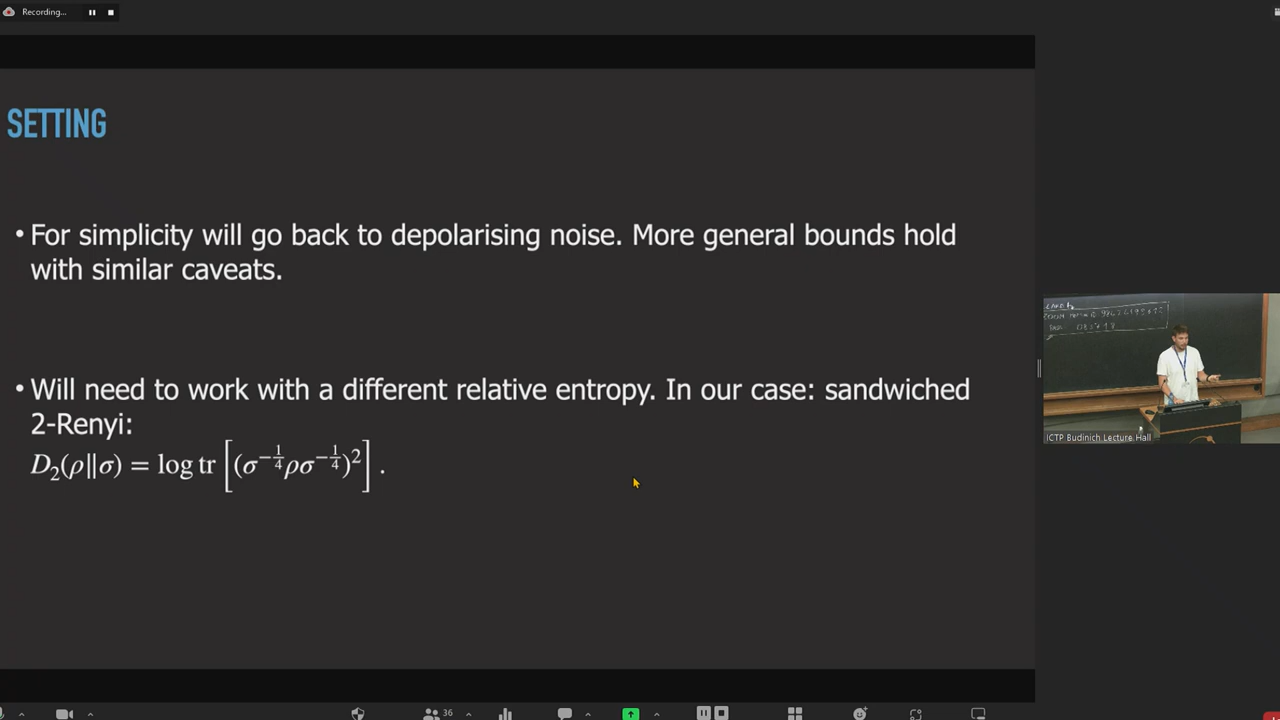 Recording...
SETTING
• For simplicity will go back to depolarising noise. More general bounds hold
with similar caveats.
• Will need to work with a different relative entropy. In our case: sandwiched
2-Renyi:
D₂(ρ||σ) = log tr [(σ^{-1/4}ρσ^{-1/4})²] .
ICTP Budinich Lecture Hall
36